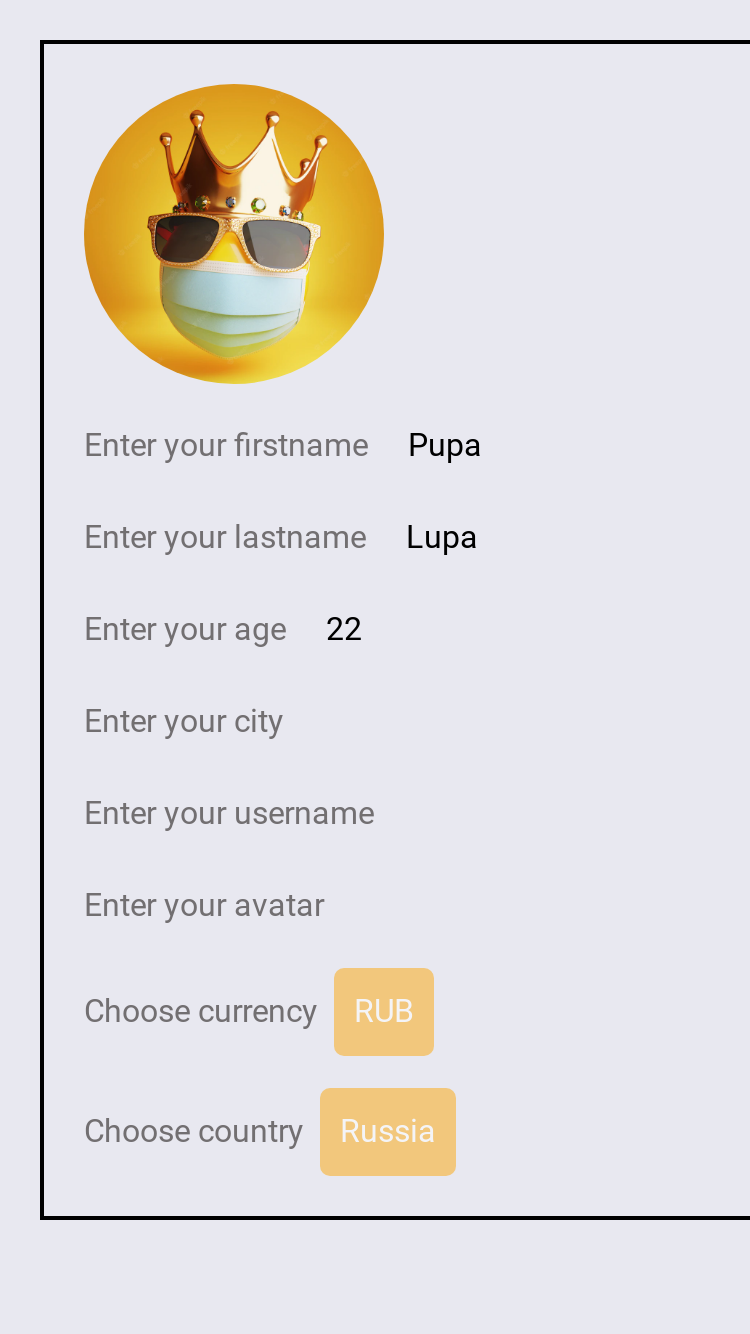 Enter your firstname Pupa
Enter your lastname Lupa
Enter your age 22
Enter your city
Enter your username
Enter your avatar
Choose currency RUB
Choose country Russia